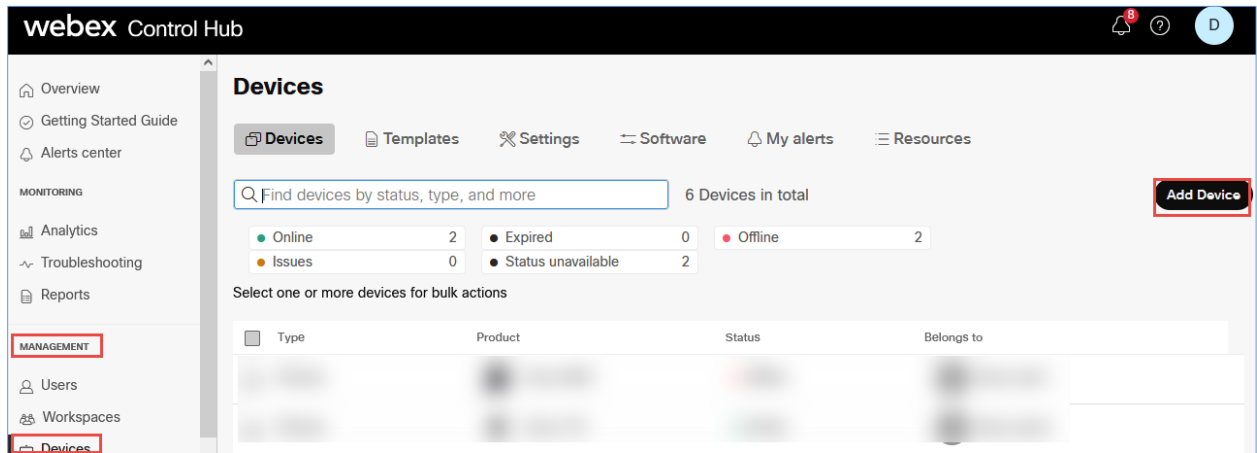 webex Control Hub
8
D
Overview
Getting Started Guide
Alerts center
MONITORING
Analytics
Troubleshooting
Reports
MANAGEMENT
Users
Workspaces
Devices
Devices
Devices Templates Settings Software My alerts Resources
Find devices by status, type, and more 6 Devices in total Add Device
Online 2 Expired 0 Offline 2
Issues 0 Status unavailable 2
Select one or more devices for bulk actions
Type Product Status Belongs to